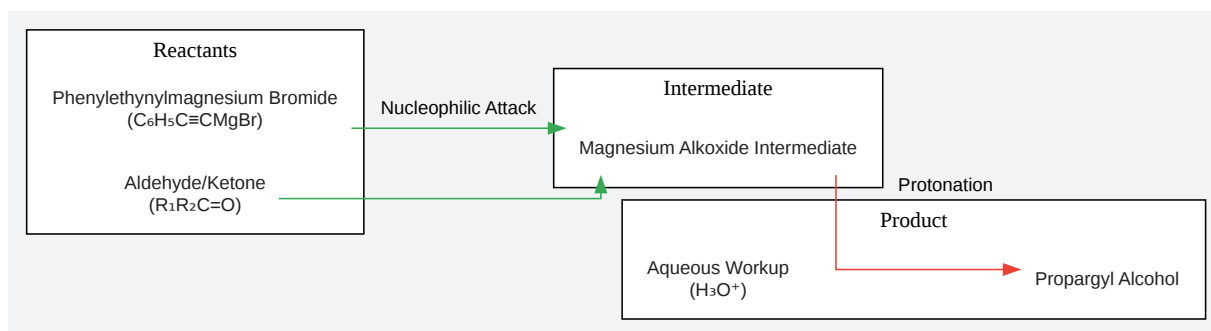 Reactants
Phenylethynylmagnesium Bromide
(C₆H₅C≡CMgBr)
Aldehyde/Ketone
(R₁R₂C=O)
Nucleophilic Attack
Intermediate
Magnesium Alkoxide Intermediate
Protonation
Product
Aqueous Workup
(H₃O⁺)
Propargyl Alcohol